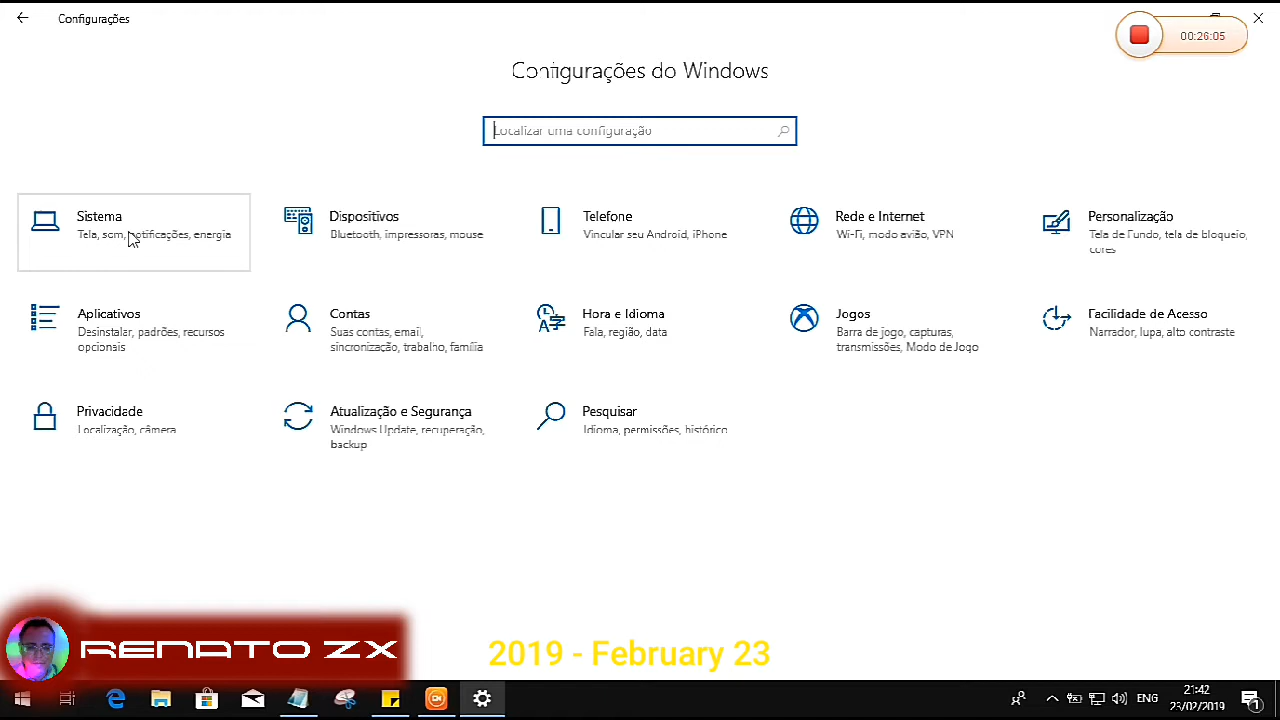 Configurações
00:26:05
Configurações do Windows
Localizar uma configuração
Sistema
Tela, som, notificações, energia
Dispositivos
Bluetooth, impressoras, mouse
Telefone
Vincular seu Android, iPhone
Rede e Internet
Wi-Fi, modo avião, VPN
Personalização
Tela de Fundo, tela de bloqueio,
cores
Aplicativos
Desinstalar, padrões, recursos
opcionais
Contas
Suas contas, email,
sincronização, trabalho, família
Hora e Idioma
Fala, região, data
Jogos
Barra de jogo, capturas,
transmissões, Modo de Jogo
Facilidade de Acesso
Narrador, lupa, alto contraste
Privacidade
Localização, câmera
Atualização e Segurança
Windows Update, recuperação,
backup
Pesquisar
Idioma, permissões, histórico
RENATO ZX
2019 - February 23
ENG
21:42
23/02/2019
1